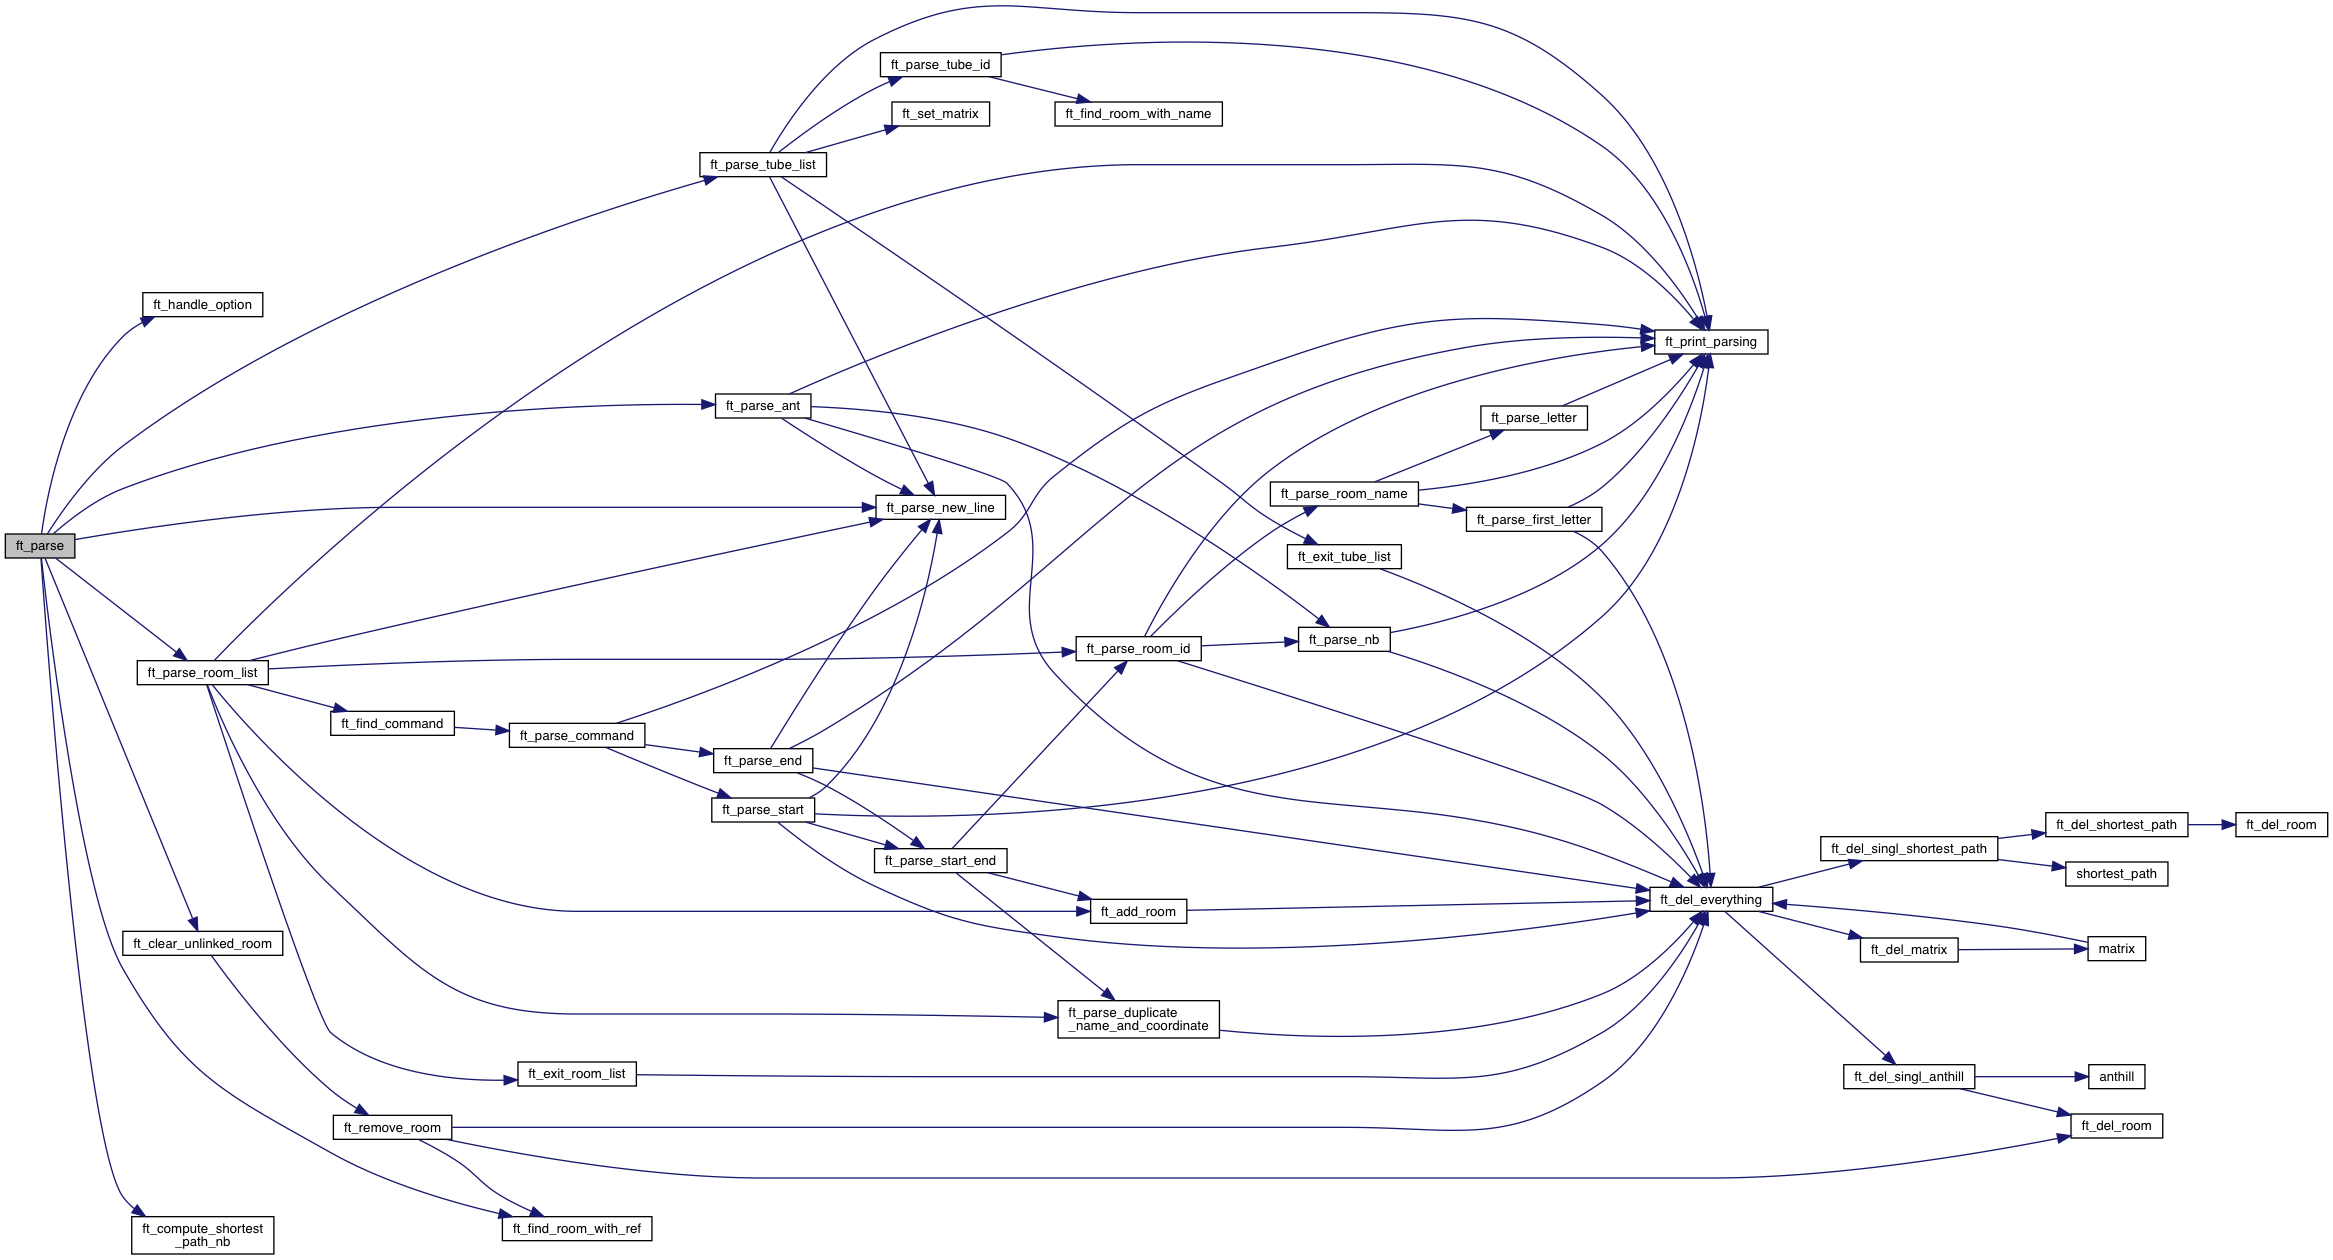 ft_parse_tube_id
ft_set_matrix
ft_find_room_with_name
ft_parse_tube_list
ft_handle_option
ft_print_parsing
ft_parse_ant
ft_parse_letter
ft_parse_room_name
ft_parse_new_line
ft_parse_first_letter
ft_parse
ft_exit_tube_list
ft_parse_nb
ft_parse_room_id
ft_parse_room_list
ft_find_command
ft_parse_command
ft_parse_end
ft_parse_start
ft_del_shortest_path
ft_del_room
ft_del_singl_shortest_path
ft_parse_start_end
shortest_path
ft_del_everything
ft_add_room
ft_clear_unlinked_room
ft_del_matrix
matrix
ft_parse_duplicate
_name_and_coordinate
ft_exit_room_list
ft_del_singl_anthill
anthill
ft_remove_room
ft_del_room
ft_compute_shortest
_path_nb
ft_find_room_with_ref